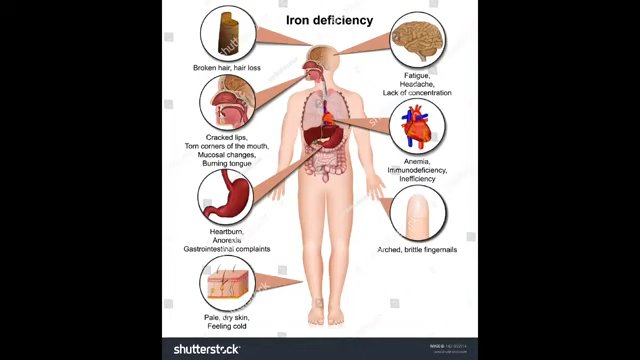 Iron deficiency
Broken hair, hair loss
Fatigue,
Headache,
Lack of concentration
Cracked lips,
Torn corners of the mouth,
Mucosal changes,
Burning tongue
Anemia,
Immunodeficiency,
Inefficiency
Heartburn,
Anorexia
Gastrointestinal complaints
Arched, brittle fingernails
Pale, dry skin,
Feeling cold
shutterstock